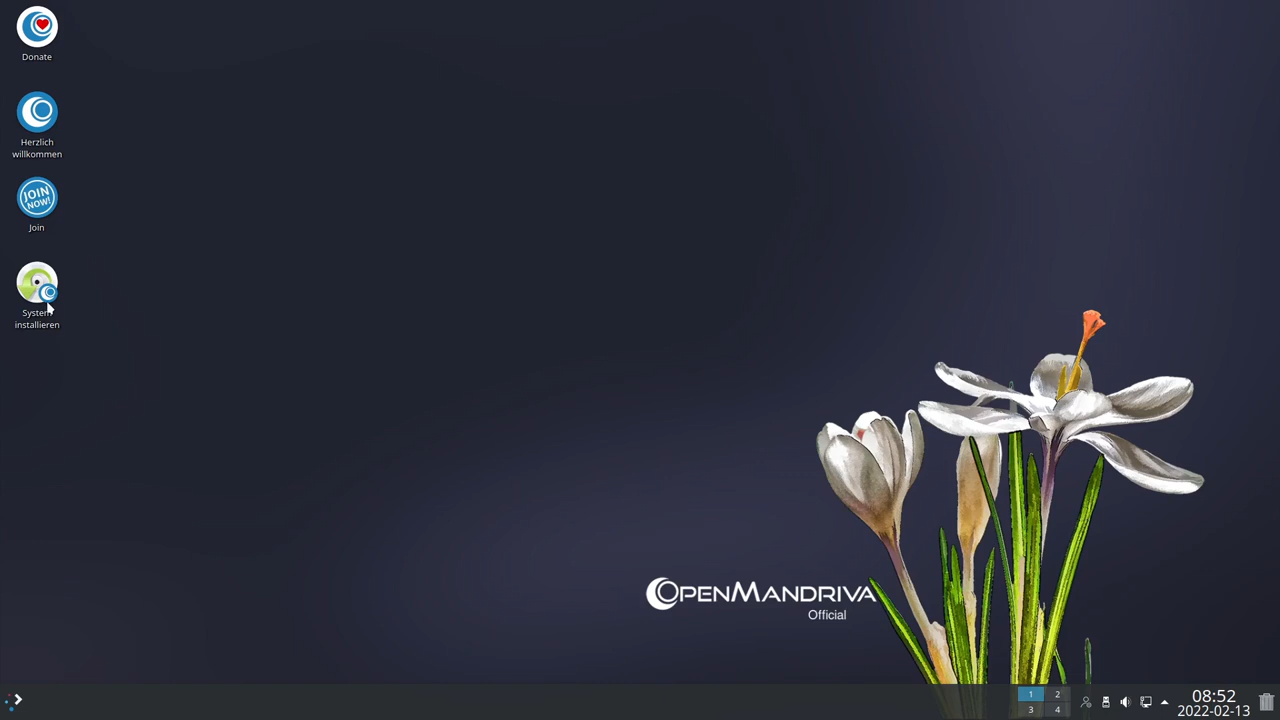 Donate
Herzlich
willkommen
JOIN
NOW!
Join
System
installieren
OPENMANDRIVA
Official
1 2
3 4
08:52
2022-02-13